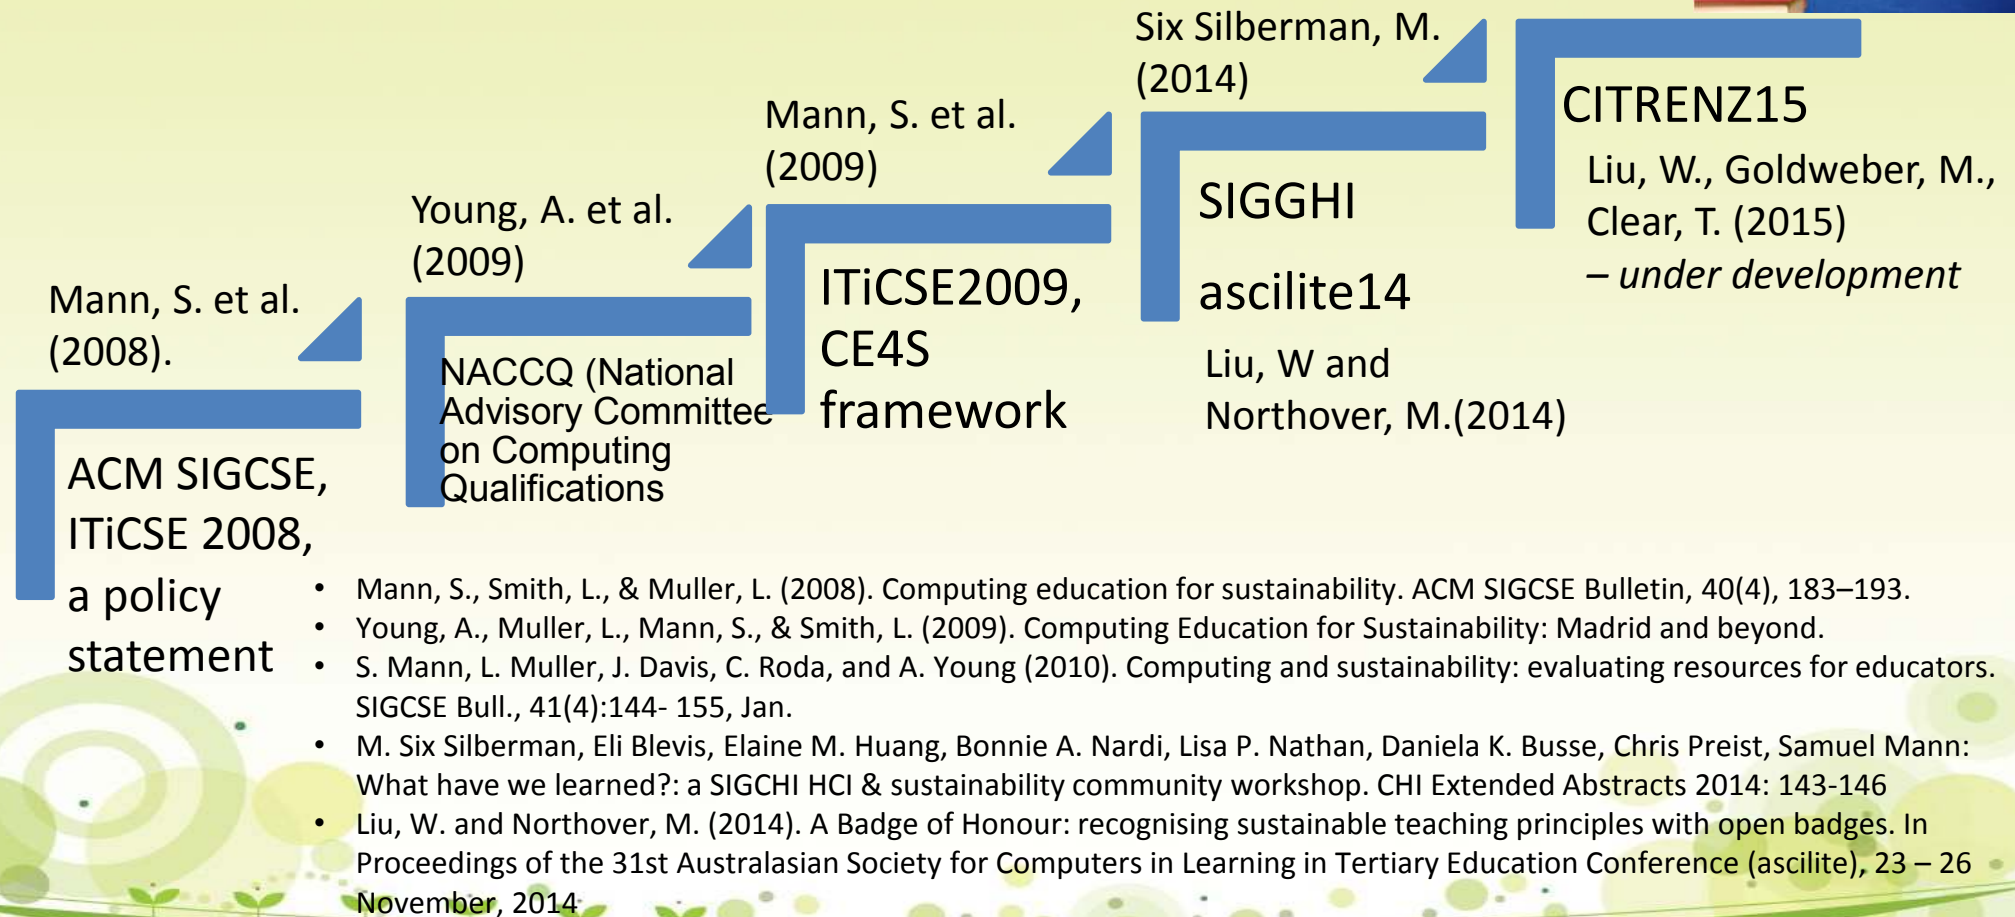 Mann, S. et al.
(2008).
ACM SIGCSE,
ITiCSE 2008,
a policy
statement
Young, A. et al.
(2009)
NACCQ (National
Advisory Committee
on Computing
Qualifications
Mann, S. et al.
(2009)
ITiCSE2009,
CE4S
framework
Six Silberman, M.
(2014)
SIGGHI
ascilite14
Liu, W and
Northover, M.(2014)
CITRENZ15
Liu, W., Goldweber, M.,
Clear, T. (2015)
– under development
• Mann, S., Smith, L., & Muller, L. (2008). Computing education for sustainability. ACM SIGCSE Bulletin, 40(4), 183–193.
• Young, A., Muller, L., Mann, S., & Smith, L. (2009). Computing Education for Sustainability: Madrid and beyond.
• S. Mann, L. Muller, J. Davis, C. Roda, and A. Young (2010). Computing and sustainability: evaluating resources for educators.
SIGCSE Bull., 41(4):144- 155, Jan.
• M. Six Silberman, Eli Blevis, Elaine M. Huang, Bonnie A. Nardi, Lisa P. Nathan, Daniela K. Busse, Chris Preist, Samuel Mann:
What have we learned?: a SIGCHI HCI & sustainability community workshop. CHI Extended Abstracts 2014: 143-146
• Liu, W. and Northover, M. (2014). A Badge of Honour: recognising sustainable teaching principles with open badges. In
Proceedings of the 31st Australasian Society for Computers in Learning in Tertiary Education Conference (ascilite), 23 – 26
November, 2014